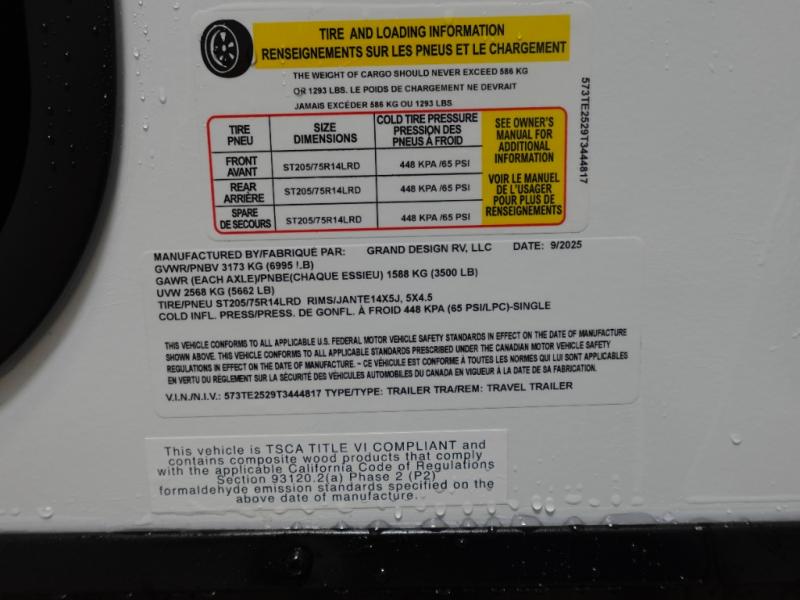 TIRE AND LOADING INFORMATION
RENSEIGNEMENTS SUR LES PNEUS ET LE CHARGEMENT
THE WEIGHT OF CARGO SHOULD NEVER EXCEED 586 KG
OR 1293 LBS. LE POIDS DE CHARGEMENT NE DEVRAIT
JAMAIS EXCÉDER 586 KG OU 1293 LBS
TIRE
PNEU
SIZE
DIMENSIONS
COLD TIRE PRESSURE
PRESSION DES
PNEUS À FROID
FRONT
AVANT
ST205/75R14LRD
448 KPA /65 PSI
REAR
ARRIÈRE
ST205/75R14LRD
448 KPA /65 PSI
SPARE
DE SECOURS
ST205/75R14LRD
448 KPA /65 PSI
SEE OWNER'S
MANUAL FOR
ADDITIONAL
INFORMATION
VOIR LE MANUEL
DE L'USAGER
POUR PLUS DE
RENSEIGNEMENTS
573TE2529T3444817
MANUFACTURED BY/FABRIQUÉ PAR: GRAND DESIGN RV, LLC DATE: 9/2025
GVWR/PNBV 3173 KG (6995 LB)
GAWR (EACH AXLE)/PNBE(CHAQUE ESSIEU) 1588 KG (3500 LB)
UVW 2568 KG (5662 LB)
TIRE/PNEU ST205/75R14LRD RIMS/JANTE14X5J, 5X4.5
COLD INFL. PRESS/PRESS. DE GONFL. À FROID 448 KPA (65 PSI/LPC)-SINGLE
THIS VEHICLE CONFORMS TO ALL APPLICABLE U.S. FEDERAL MOTOR VEHICLE SAFETY STANDARDS IN EFFECT ON THE DATE OF MANUFACTURE
SHOWN ABOVE. THIS VEHICLE CONFORMS TO ALL APPLICABLE STANDARDS PRESCRIBED UNDER THE CANADIAN MOTOR VEHICLE SAFETY
REGULATIONS IN EFFECT ON THE DATE OF MANUFACTURE. – CE VÉHICULE EST CONFORME À TOUTES LES NORMES QUI LUI SONT APPLICABLES
EN VERTU DU RÈGLEMENT SUR LA SÉCURITÉ DES VÉHICULES AUTOMOBILES DU CANADA EN VIGUEUR À LA DATE DE SA FABRICATION.
V.I.N./N.I.V.: 573TE2529T3444817 TYPE/TYPE: TRAILER TRA/REM: TRAVEL TRAILER
This vehicle is TSCA TITLE VI COMPLIANT and
contains composite wood products that comply
with the applicable California Code of Regulations
Section 93120.2(a) Phase 2 (P2)
formaldehyde emission standards specified on the
above date of manufacture.